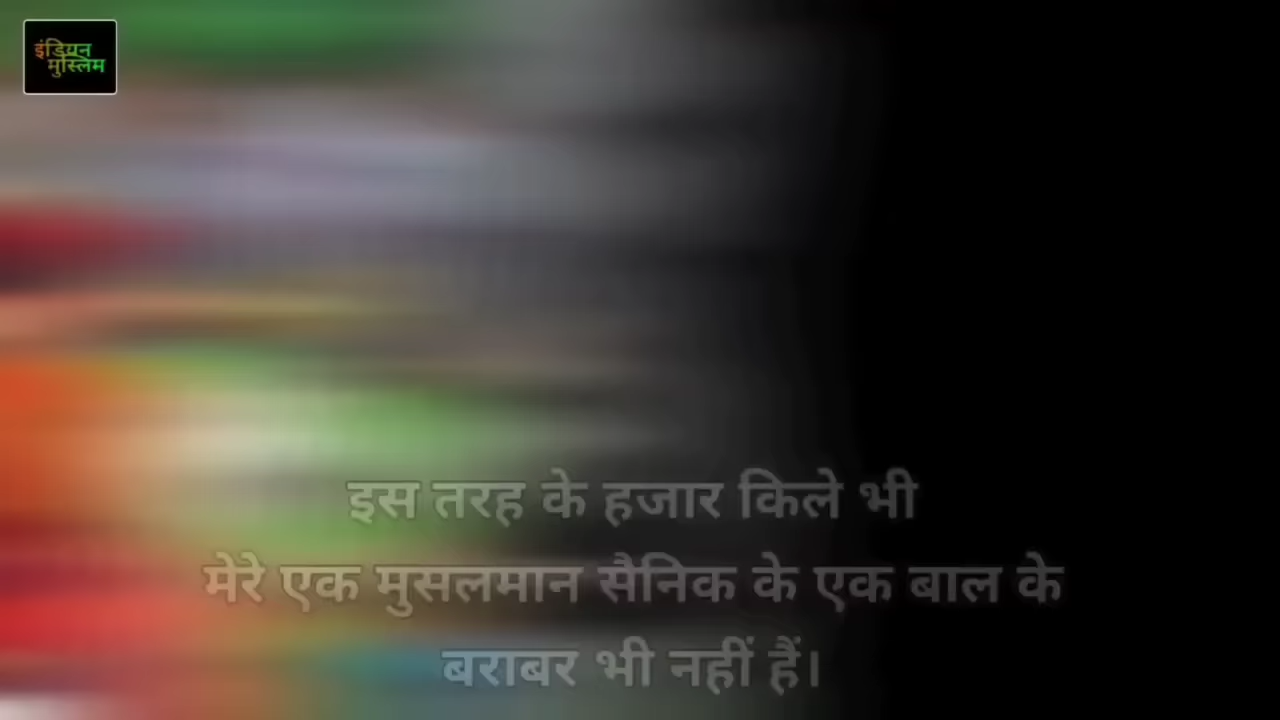 इंडियन
मुस्लिम
इस तरह के हजार किले भी
मेरे एक मुसलमान सैनिक के एक बाल के
बराबर भी नहीं हैं।